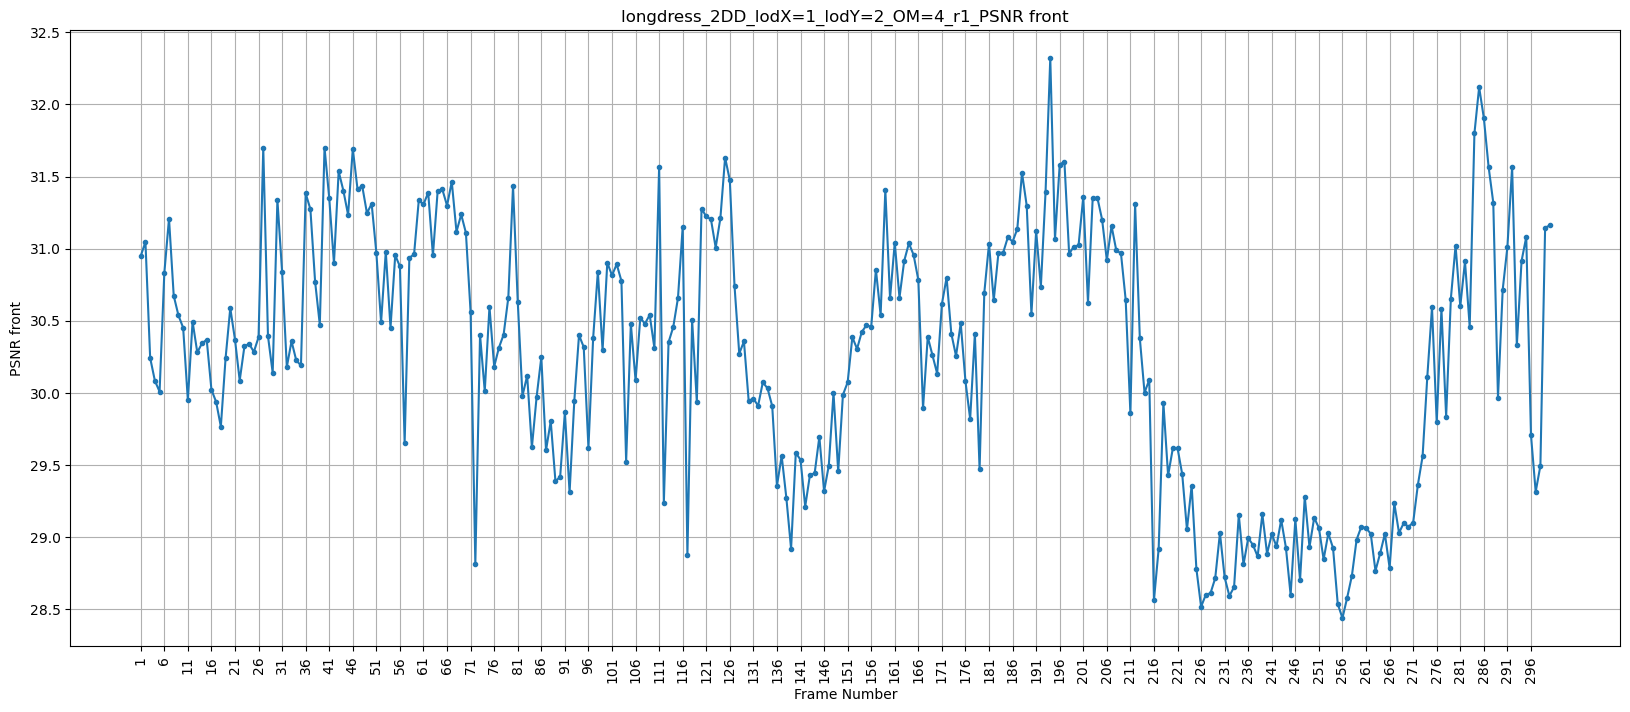 longdress_2DD_lodX=1_lodY=2_OM=4_r1_PSNR front
32.5
32.0
31.5
31.0
30.5
30.0
29.5
29.0
28.5
PSNR front
1 6 11 16 21 26 31 36 41 46 51 56 61 66 71 76 81 86 91 96 101 106 111 116 121 126 131 136 141 146 151 156 161 166 171 176 181 186 191 196 201 206 211 216 221 226 231 236 241 246 251 256 261 266 271 276 281 286 291 296
Frame Number